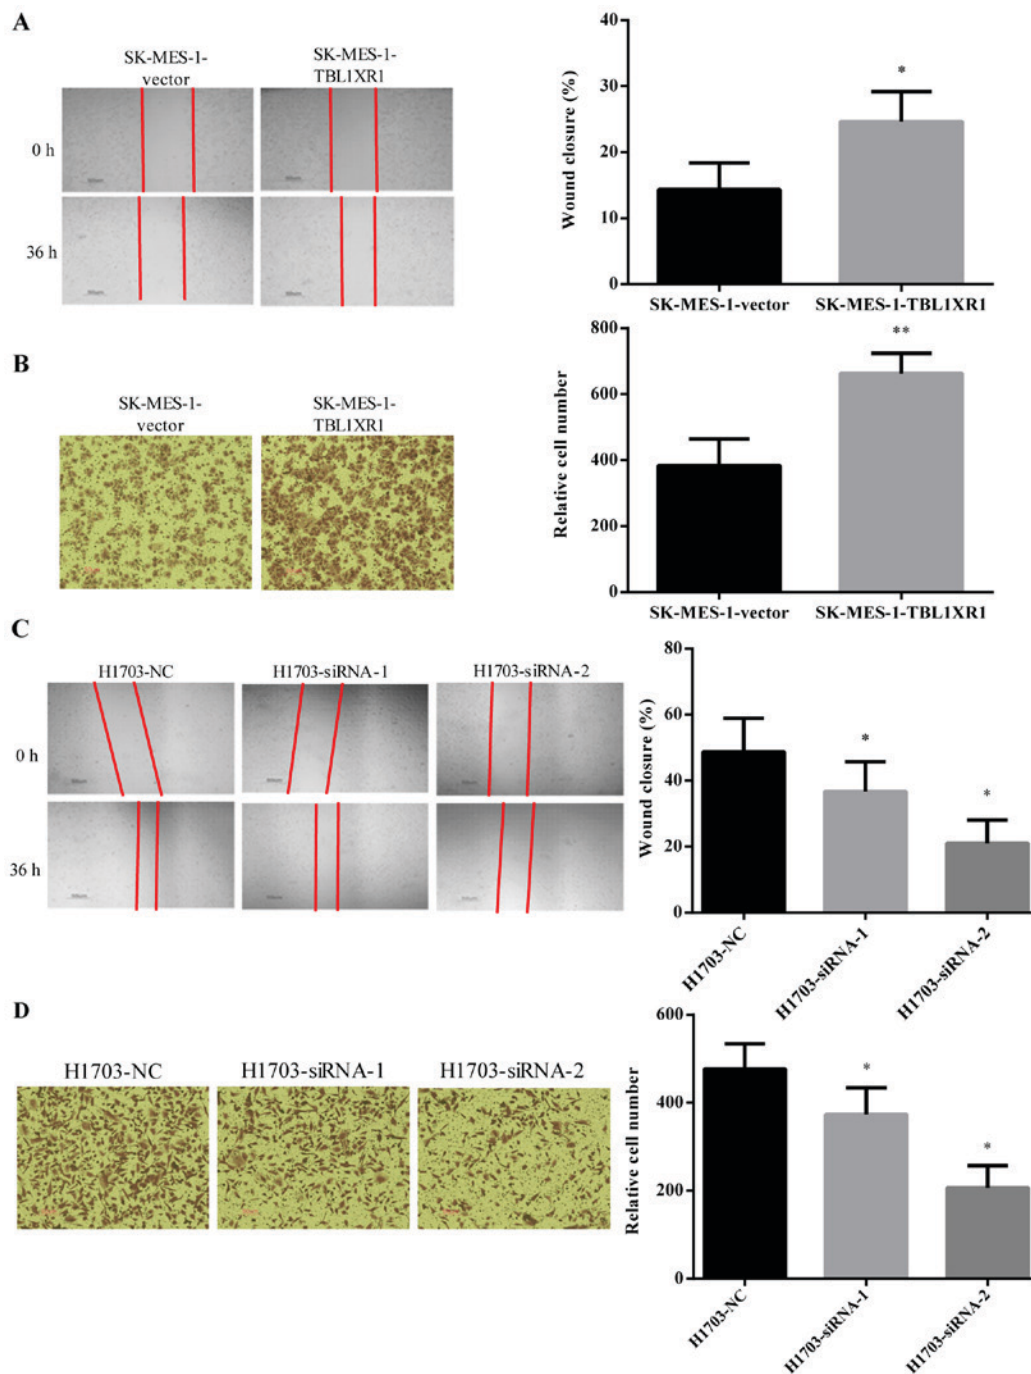 A
SK-MES-1-
vector
SK-MES-1-
TBL1XR1
0 h
36 h
Wound closure (%)
40
30
20
10
0
*
SK-MES-1-vector
SK-MES-1-TBL1XR1
B
SK-MES-1-
vector
SK-MES-1-
TBL1XR1
Relative cell number
800
600
400
200
0
**
SK-MES-1-vector
SK-MES-1-TBL1XR1
C
H1703-NC
H1703-siRNA-1
H1703-siRNA-2
0 h
36 h
Wound closure (%)
80
60
40
20
0
*
*
H1703-NC
H1703-siRNA-1
H1703-siRNA-2
D
H1703-NC
H1703-siRNA-1
H1703-siRNA-2
Relative cell number
600
400
200
0
*
*
H1703-NC
H1703-siRNA-1
H1703-siRNA-2